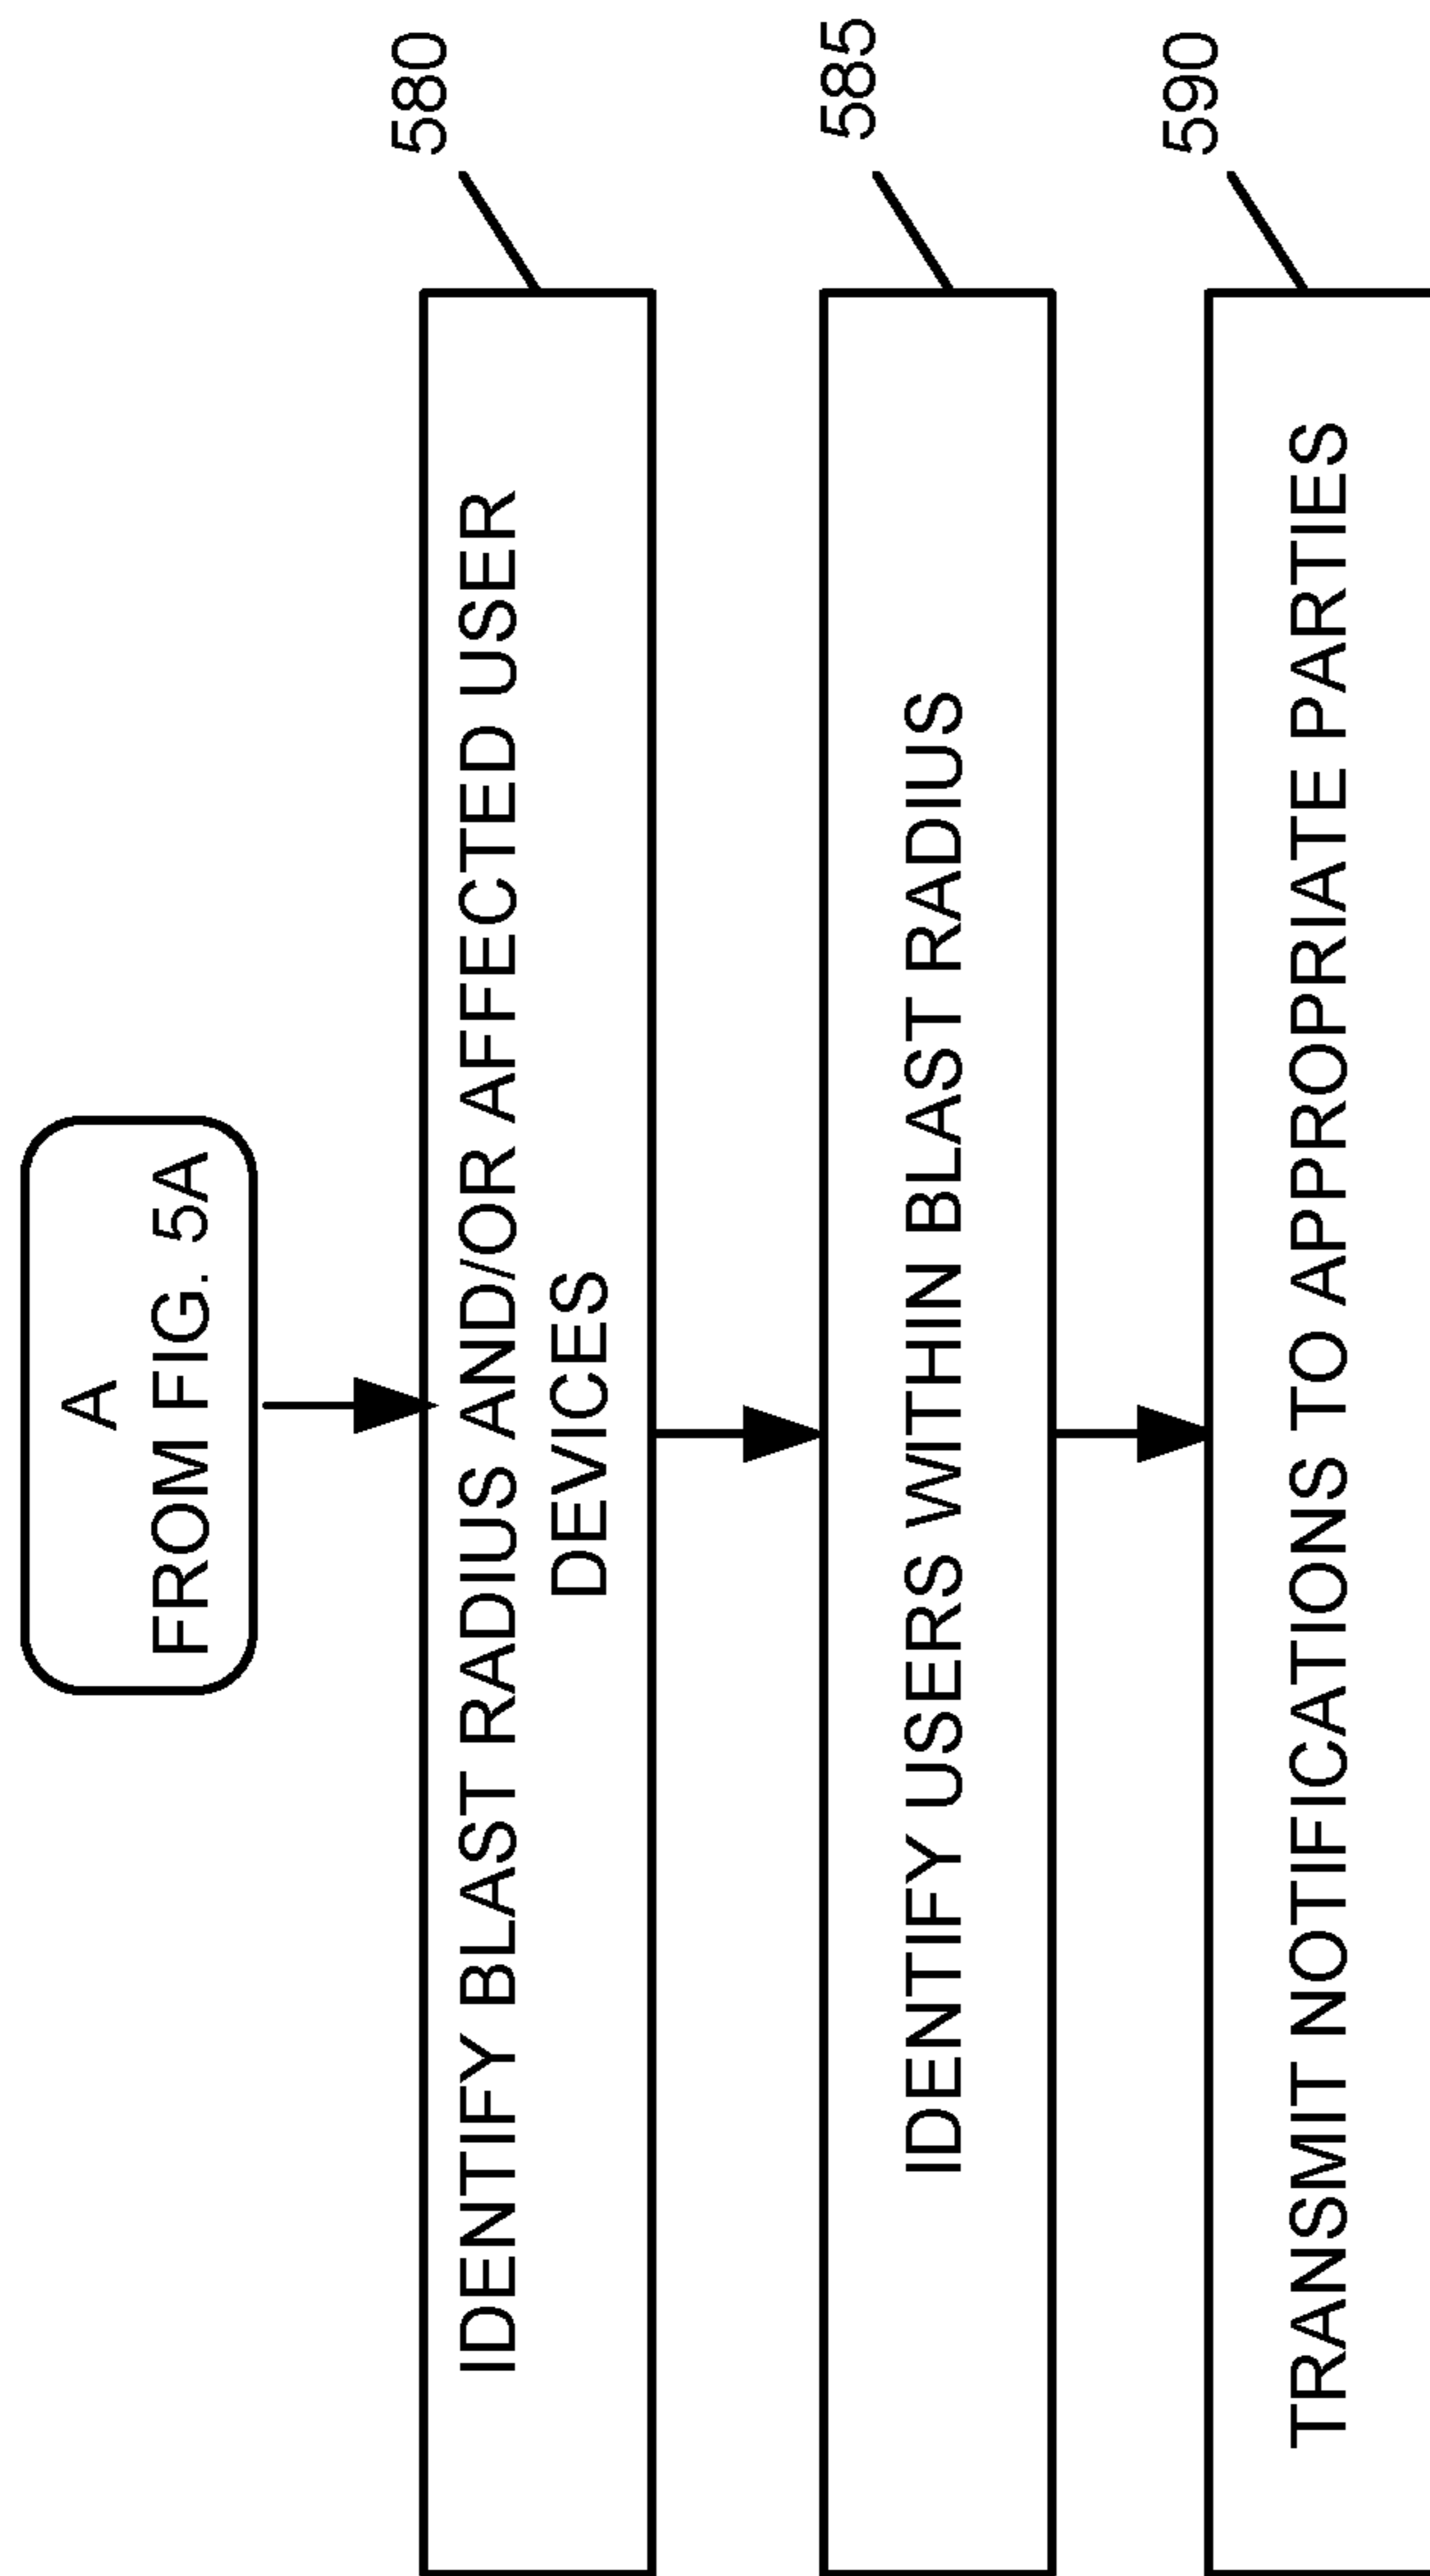 A
FROM FIG. 5A
580
IDENTIFY BLAST RADIUS AND/OR AFFECTED USER
DEVICES
585
IDENTIFY USERS WITHIN BLAST RADIUS
590
TRANSMIT NOTIFICATIONS TO APPROPRIATE PARTIES